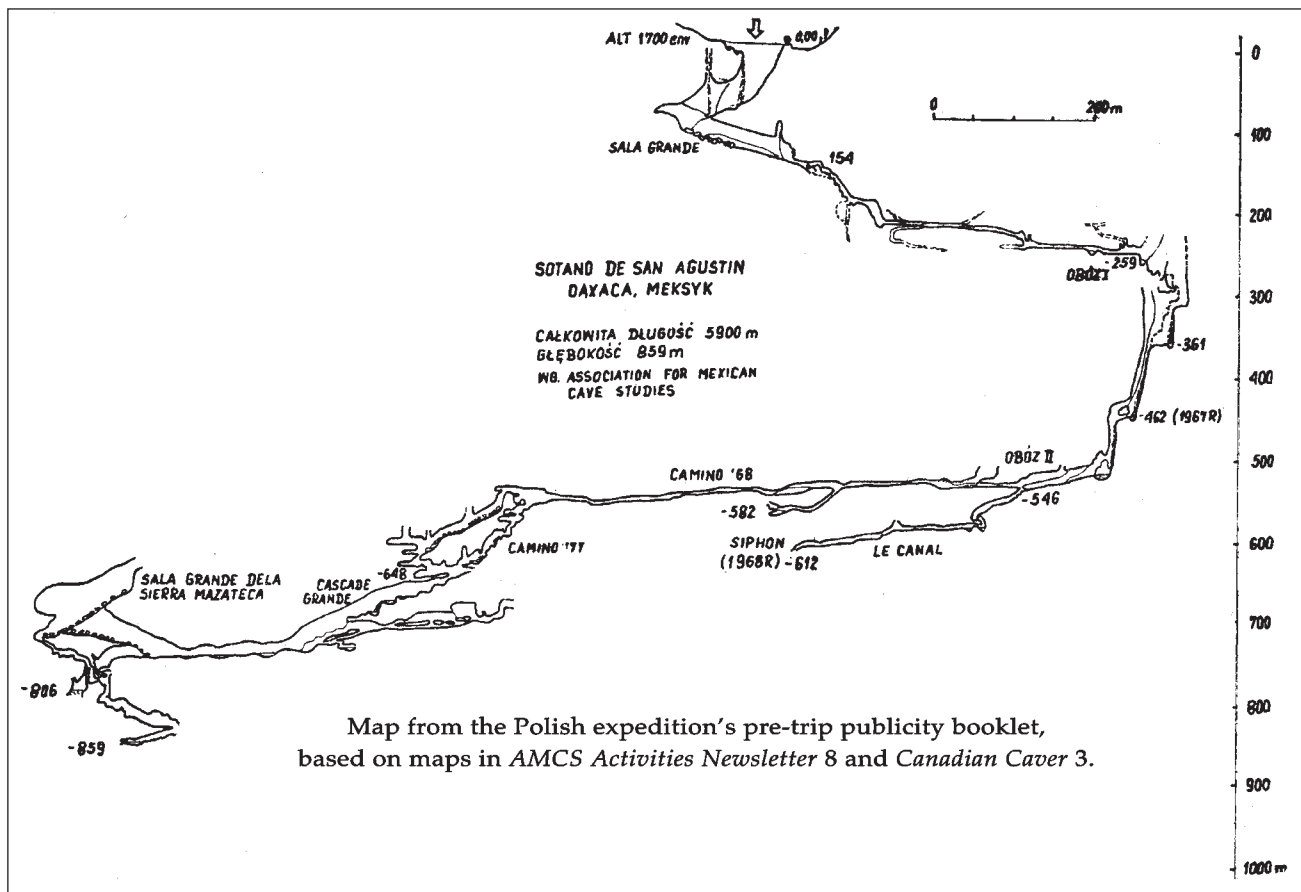 ALT 1700 m
0,00
0
200 m
0
100
200
300
400
500
600
700
800
900
1000 m
SALA GRANDE
154
-259
OBÓZ I
-361
-462 (1967R)
SOTANO DE SAN AGUSTIN
OAXACA, MEKSYK
CAŁKOWITA DŁUGOŚĆ 5900 m
GŁĘBOKOŚĆ 859 m
WG. ASSOCIATION FOR MEXICAN
CAVE STUDIES
OBÓZ II
CAMINO '68
-546
-582
SIPHON
(1968R) -612
LE CANAL
CAMINO '77
-648
CASCADE
GRANDE
SALA GRANDE DELA
SIERRA MAZATECA
-806
-859
Map from the Polish expedition's pre-trip publicity booklet,
based on maps in AMCS Activities Newsletter 8 and Canadian Caver 3.